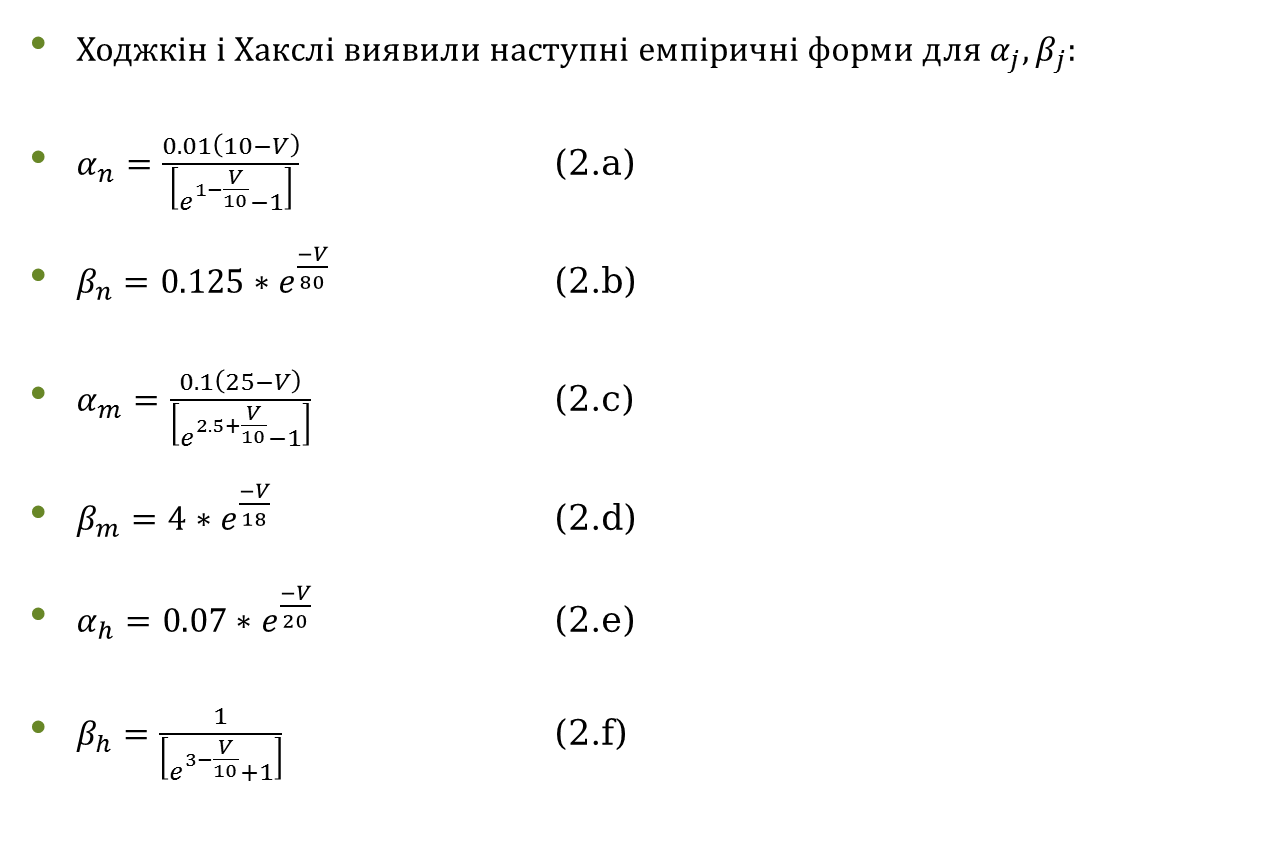 Ходжкін і Хакслі виявили наступні емпіричні форми для αⱼ, βⱼ:
αₙ = 0.01(10−V) / [e^(1−V/10) −1] (2.a)
βₙ = 0.125 ∗ e^(−V/80) (2.b)
αₘ = 0.1(25−V) / [e^(2.5+V/10) −1] (2.c)
βₘ = 4 ∗ e^(−V/18) (2.d)
αₕ = 0.07 ∗ e^(−V/20) (2.e)
βₕ = 1 / [e^(3−V/10) +1] (2.f)